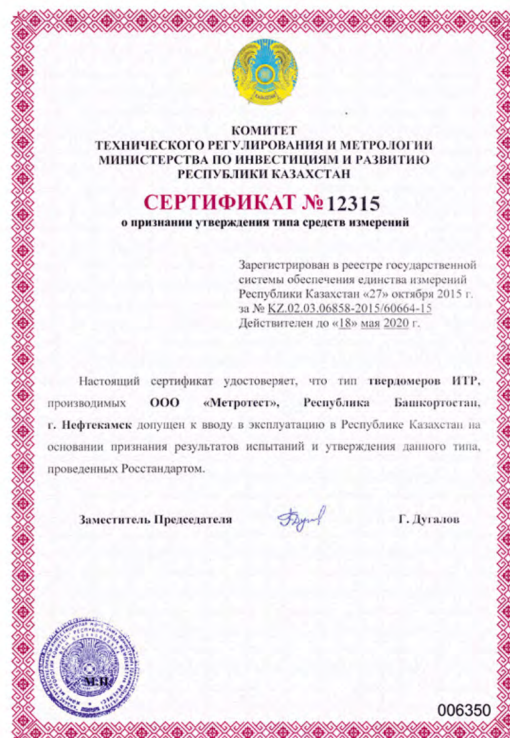 КОМИТЕТ
ТЕХНИЧЕСКОГО РЕГУЛИРОВАНИЯ И МЕТРОЛОГИИ
МИНИСТЕРСТВА ПО ИНВЕСТИЦИЯМ И РАЗВИТИЮ
РЕСПУБЛИКИ КАЗАХСТАН
СЕРТИФИКАТ № 12315
о признании утверждения типа средств измерений
Зарегистрирован в реестре государственной
системы обеспечения единства измерений
Республики Казахстан «27» октября 2015 г.
за № KZ.02.03.06858-2015/60664-15
Действителен до «18» мая 2020 г.
Настоящий сертификат удостоверяет, что тип твердомеров ИТР,
производимых ООО «Метротест», Республика Башкортостан,
г. Нефтекамск допущен к вводу в эксплуатацию в Республике Казахстан на
основании признания результатов испытаний и утверждения данного типа,
проведенных Росстандартом.
Заместитель Председателя Г. Дугалов
М.П.
006350